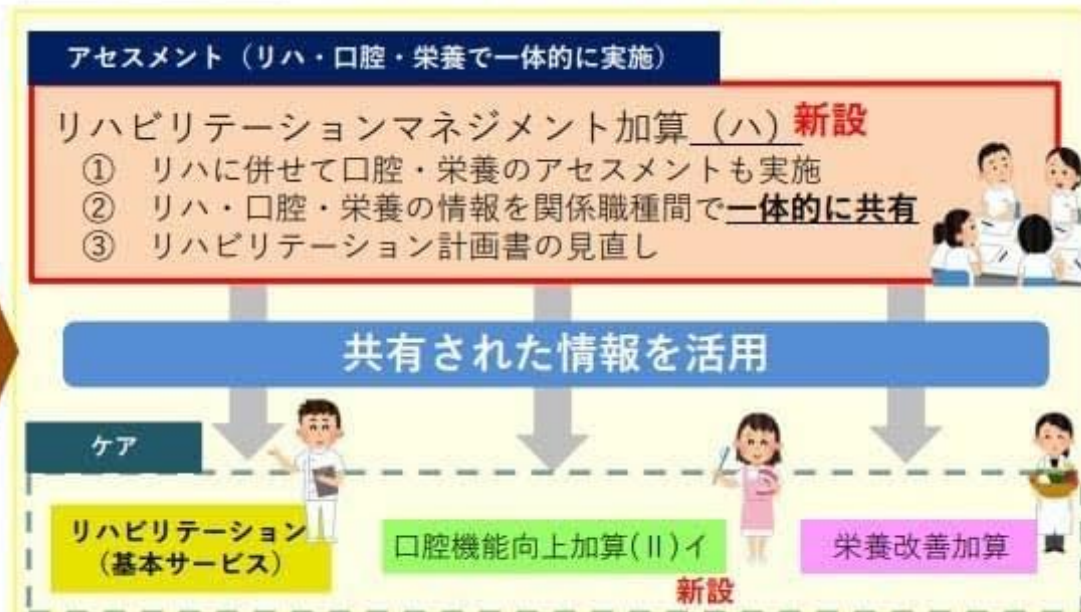 アセスメント（リハ・口腔・栄養で一体的に実施）
リハビリテーションマネジメント加算（ハ）新設
① リハに併せて口腔・栄養のアセスメントも実施
② リハ・口腔・栄養の情報を関係職種間で一体的に共有
③ リハビリテーション計画書の見直し
共有された情報を活用
ケア
リハビリテーション
（基本サービス）
口腔機能向上加算(Ⅱ)イ
新設
栄養改善加算